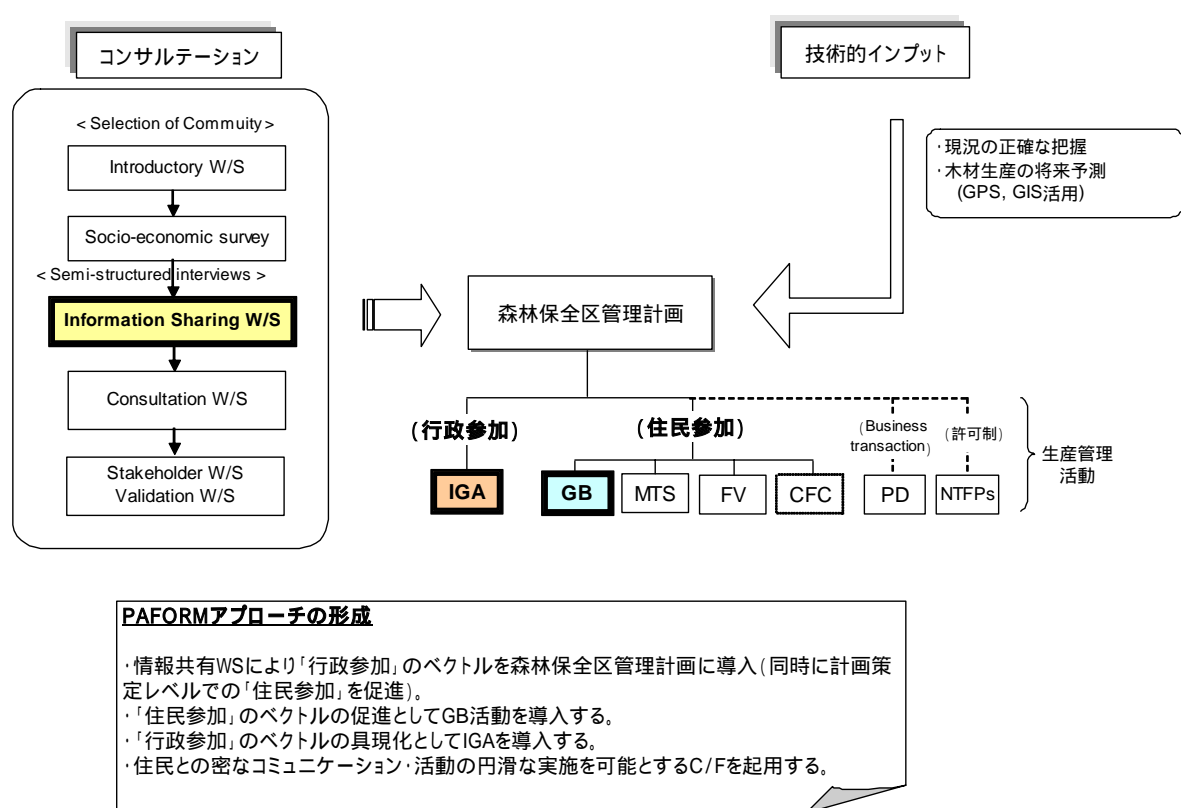 コンサルテーション
技術的インプット
< Selection of Commuity >
Introductory W/S
Socio-economic survey
< Semi-structured interviews >
Information Sharing W/S
Consultation W/S
Stakeholder W/S
Validation W/S
･現況の正確な把握
･木材生産の将来予測
(GPS, GIS活用)
森林保全区管理計画
(行政参加)
(住民参加)
(Business
transaction)
(許可制)
IGA
GB
MTS
FV
CFC
PD
NTFPs
生産管理
活動
PAFORMアプローチの形成
･情報共有WSにより｢行政参加｣のベクトルを森林保全区管理計画に導入(同時に計画策
定レベルでの｢住民参加｣を促進)｡
･｢住民参加｣のベクトルの促進としてGB活動を導入する｡
･｢行政参加｣のベクトルの具現化としてIGAを導入する｡
･住民との密なコミュニケーション･活動の円滑な実施を可能とするC/Fを起用する｡